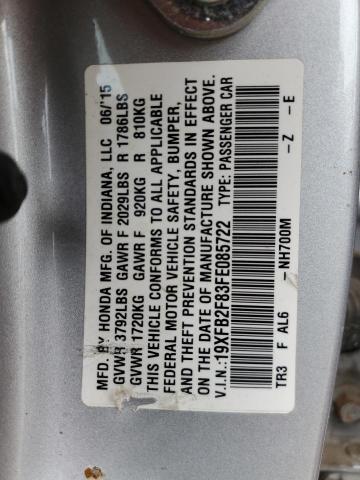 MFD. BY HONDA MFG. OF INDIANA, LLC 06/'15
GVWR 3792LBS GAWR F 2029LBS R 1786LBS
GVWR 1720KG GAWR F 920KG R 810KG
THIS VEHICLE CONFORMS TO ALL APPLICABLE
FEDERAL MOTOR VEHICLE SAFETY, BUMPER,
AND THEFT PREVENTION STANDARDS IN EFFECT
ON THE DATE OF MANUFACTURE SHOWN ABOVE.
V.I.N.:19XFB2F83FE085722 TYPE: PASSENGER CAR
TR3 F AL6 –NH700M –Z –E